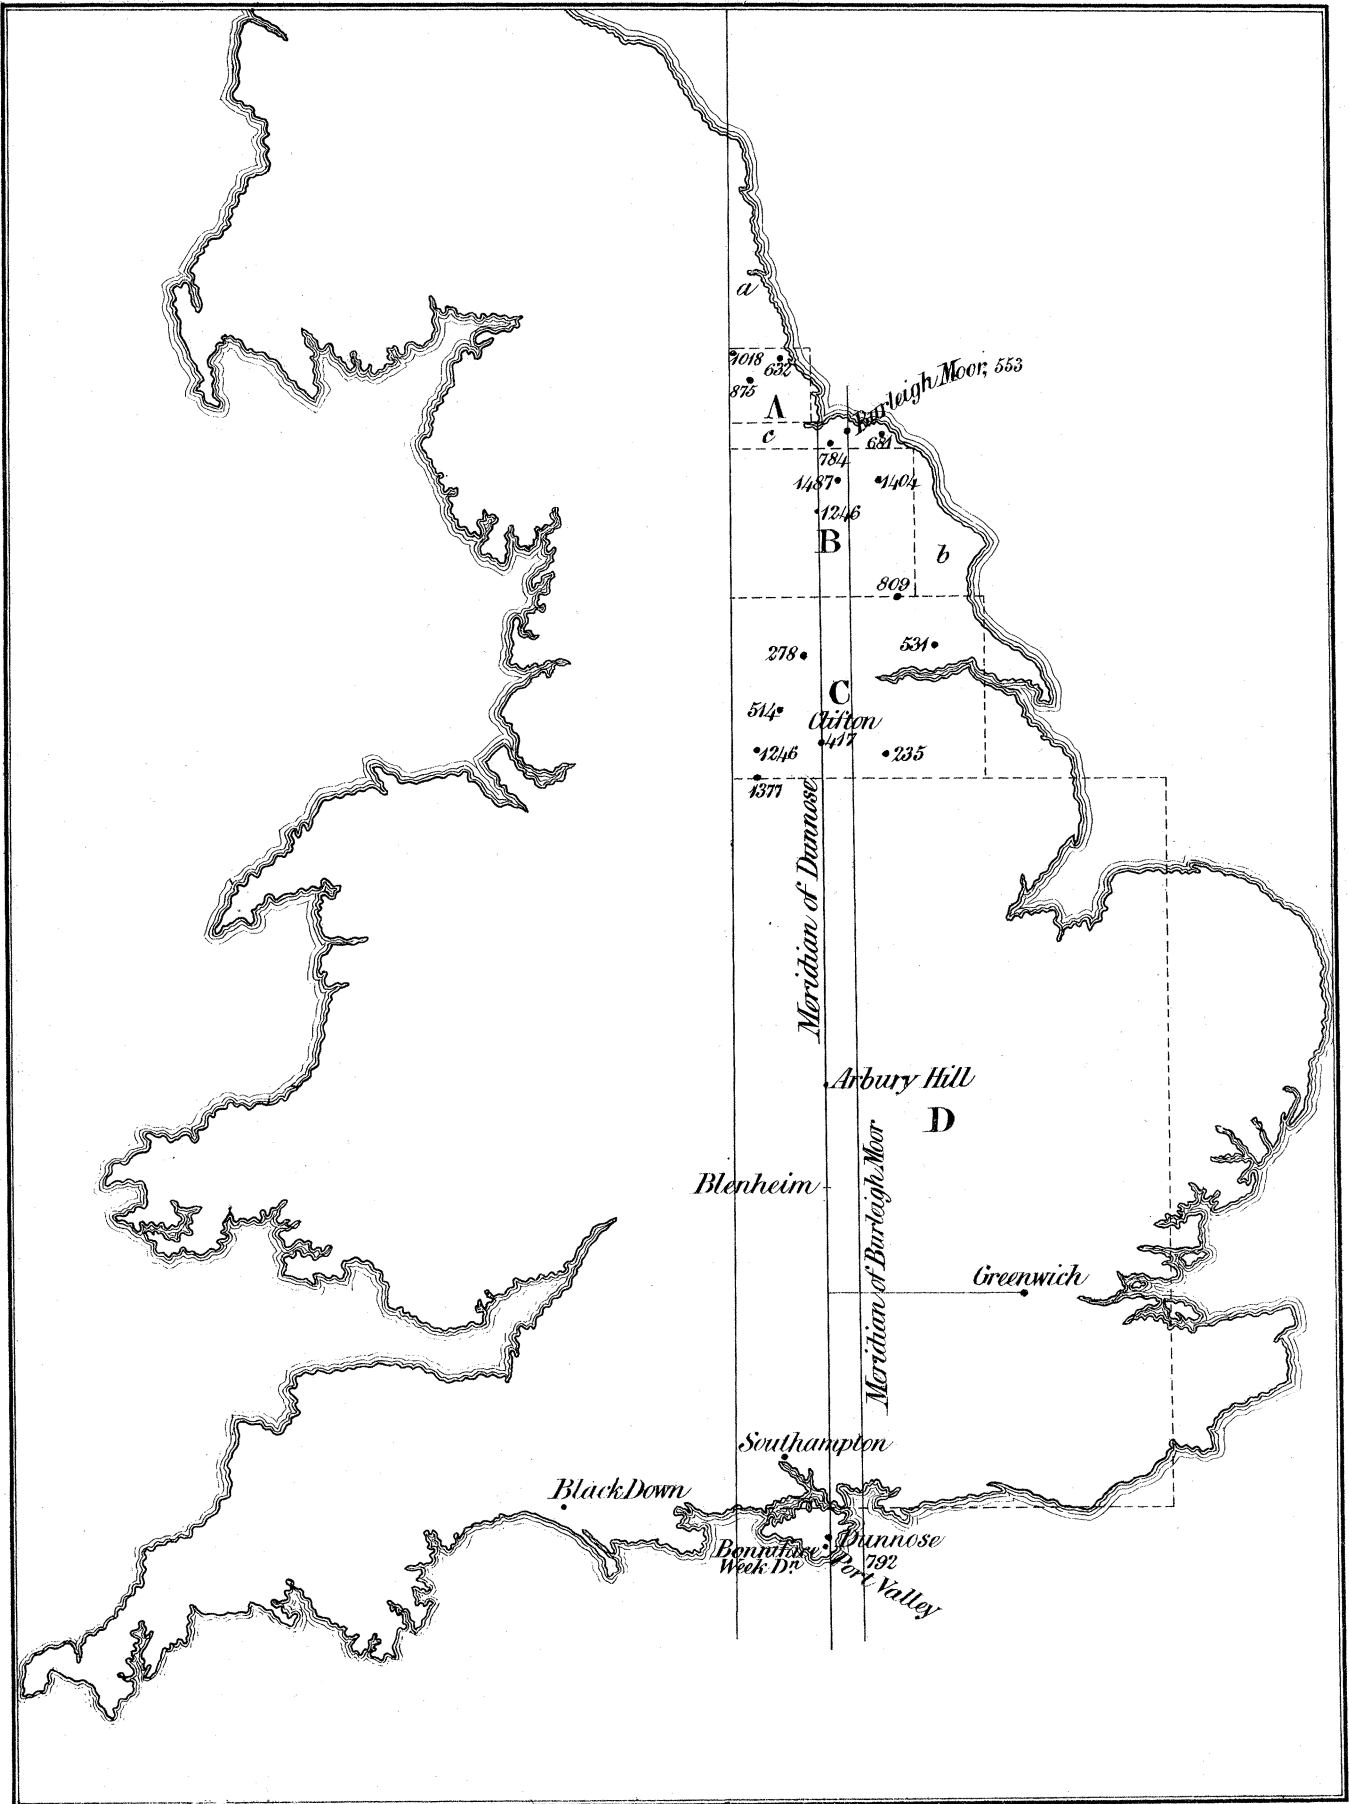 a
1018
632
875
A
c
Burleigh Moor, 553
681
784
1487
1404
1246
B
b
809
278
531
C
514
Clifton
417
1246
235
1377
Meridian of Dunnose
Arbury Hill
D
Blenheim
Meridian of Burleigh Moor
Greenwich
Southampton
Black Down
Dunnose
792
Boniface
Week Dn.
Port Valley